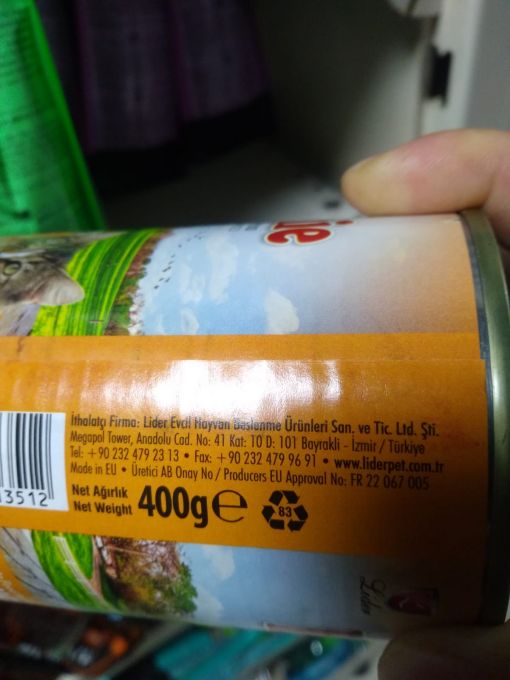 ie
İthalatçı Firma: Lider Evcil Hayvan Beslenme Ürünleri San. ve Tic. Ltd. Şti.
Megapol Tower, Anadolu Cad. No: 41 Kat: 10 D: 101 Bayraklı - İzmir / Türkiye
Tel: +90 232 479 23 13 • Fax: +90 232 479 96 91 • www.liderpet.com.tr
Made in EU • Üretici AB Onay No / Producers EU Approval No: FR 22 067 005
3512
Net Ağırlık
Net Weight 400g e
83
Lider